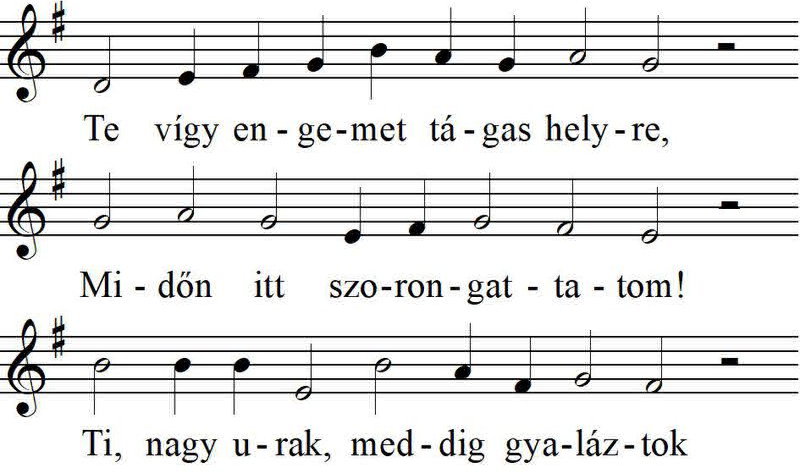 Te vígy en - ge-met tá - gas hely-re,
Mi - dőn itt szo-ron-gat - ta - tom!
Ti, nagy u - rak, med - dig gya-láz-tok